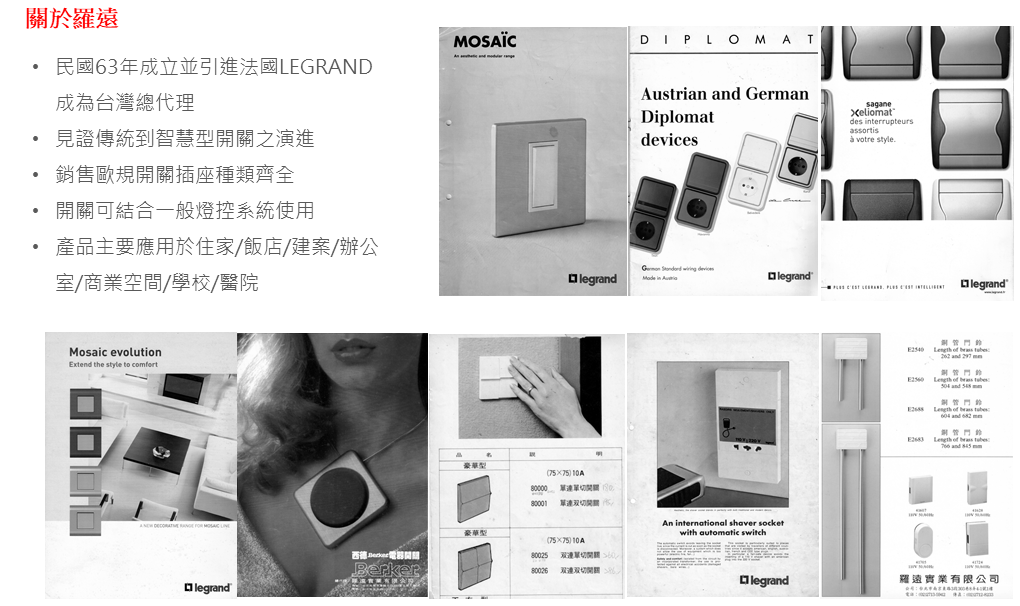 關於羅遠
• 民國63年成立並引進法國LEGRAND
成為台灣總代理
• 見證傳統到智慧型開關之演進
• 銷售歐規開關插座種類齊全
• 開關可結合一般燈控系統使用
• 產品主要應用於住家/飯店/建案/辦公
室/商業空間/學校/醫院
MOSAÏC
An aesthetic and modular range
legrand
DIPLOMAT
Austrian and German
Diplomat
devices
German Standard wiring devices
Made in Austria
legrand
sagane
Xeliomat
des interrupteurs
assortis
à votre style.
PLUS C'EST LEGRAND, PLUS C'EST INTELLIGENT
legrand
Mosaic evolution
Extend the style to comfort
A NEW DECORATIVE RANGE FOR MOSAIC LINE
legrand
西德Berker電器開關
Berker
羅遠實業有限公司
品名 說明
豪華型
(75×75)10A
80000 單連單切開關
80001 單連双切開關
豪華型
(75×75)10A
80025 双連單切開關
80026 双連双切開關
An international shaver socket
with automatic switch
legrand
銅管門鈴
E2540 Length of brass tubes:
262 and 297 mm
銅管門鈴
E2560 Length of brass tubes:
504 and 548 mm
銅管門鈴
E2688 Length of brass tubes:
604 and 682 mm
銅管門鈴
E2683 Length of brass tubes:
766 and 845 mm
羅遠實業有限公司